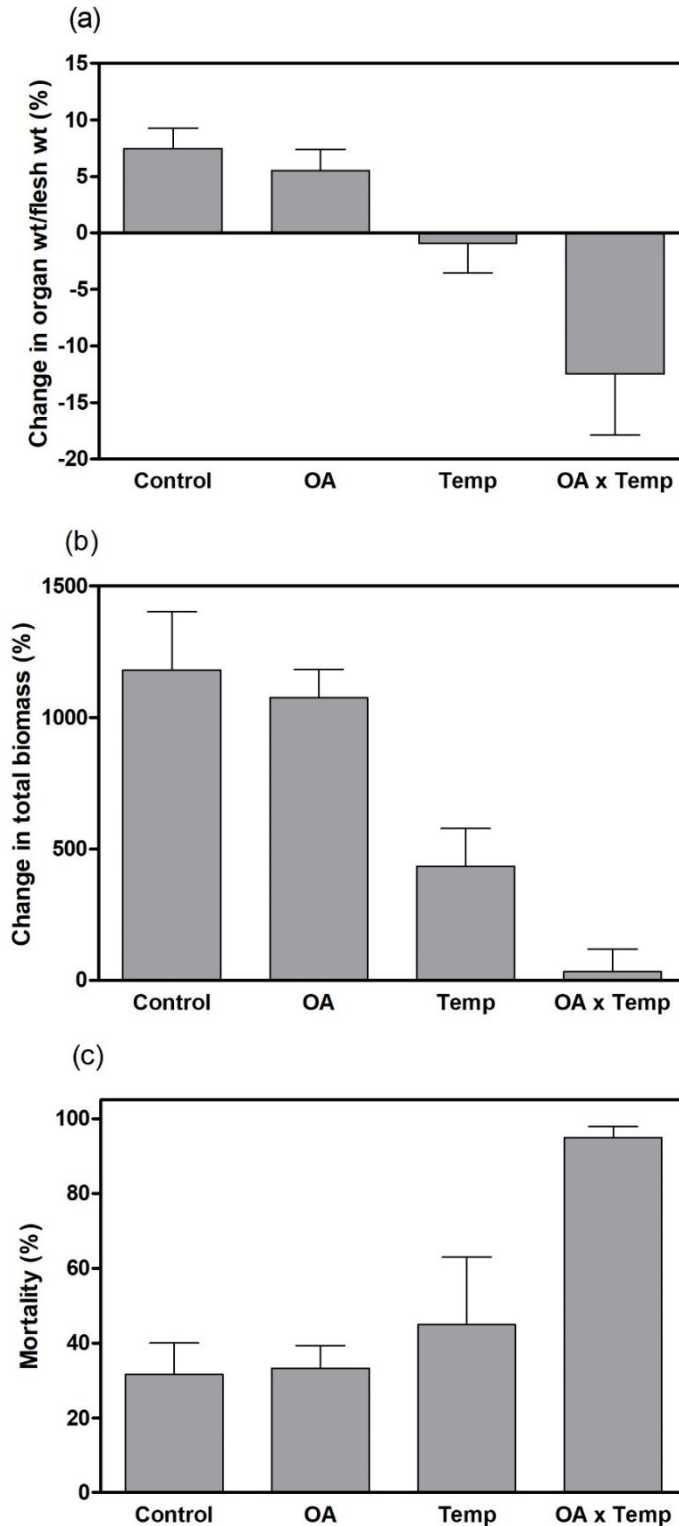 (a)
Change in organ wt/flesh wt (%)
15
10
5
0
-5
-10
-15
-20
Control OA Temp OA x Temp
(b)
Change in total biomass (%)
1500
1000
500
0
Control OA Temp OA x Temp
(c)
Mortality (%)
100
80
60
40
20
0
Control OA Temp OA x Temp